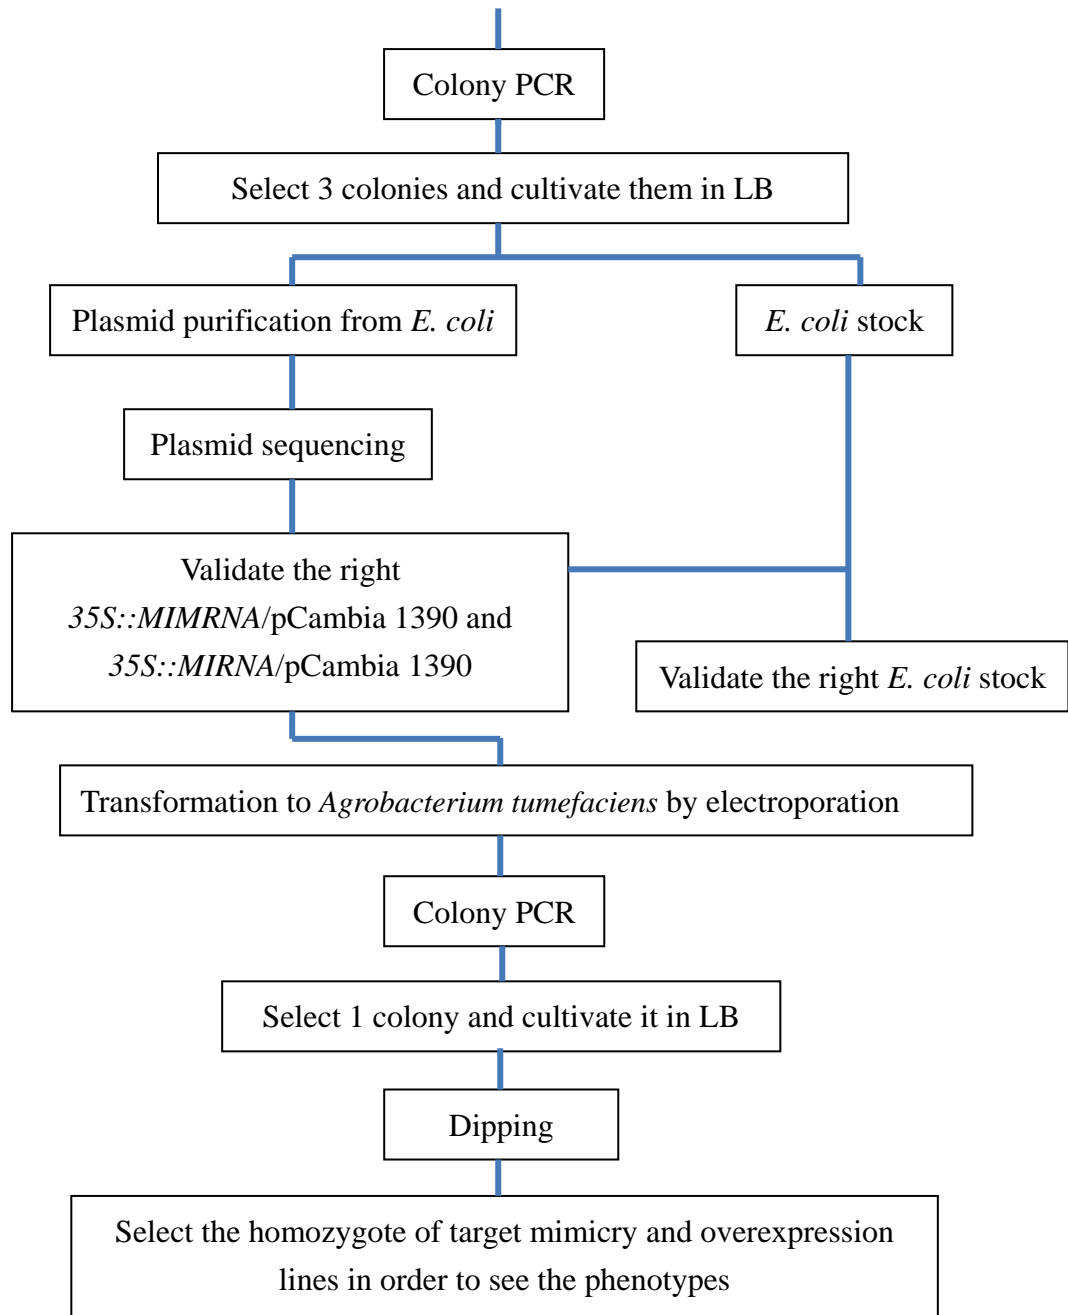 Colony PCR
Select 3 colonies and cultivate them in LB
Plasmid purification from E. coli
E. coli stock
Plasmid sequencing
Validate the right
35S::MIMRNA/pCambia 1390 and
35S::MIRNA/pCambia 1390
Validate the right E. coli stock
Transformation to Agrobacterium tumefaciens by electroporation
Colony PCR
Select 1 colony and cultivate it in LB
Dipping
Select the homozygote of target mimicry and overexpression
lines in order to see the phenotypes